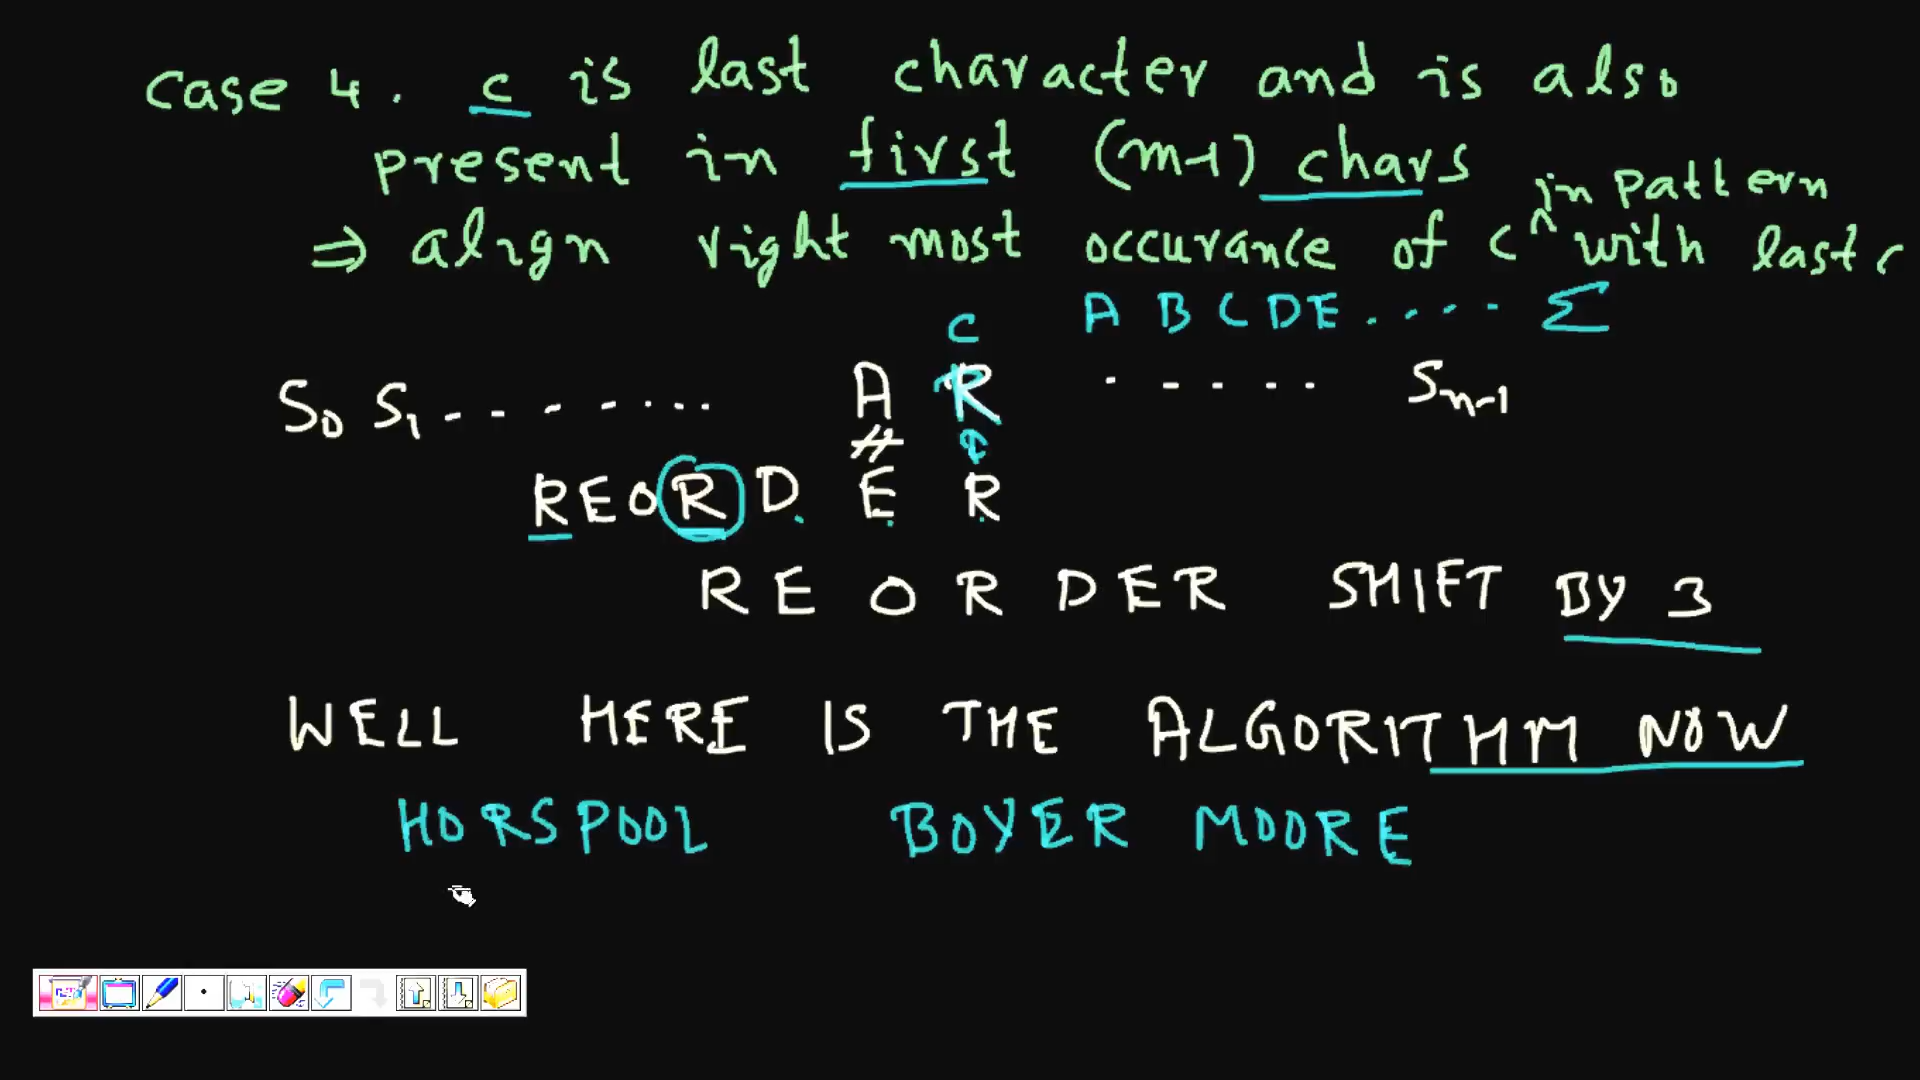 Case 4. c is last character and is also
present in first (m-1) chars
⇒ align right most occurance of c ^ in pattern with last c
A B C D E ..... Σ
C
S0 S1 - - - - - ... A R . - - - . Sn-1
R E O R D E R
R E O R D E R SHIFT BY 3
WELL HERE IS THE ALGORITHM NOW
HORSPOOL BOYER MOORE